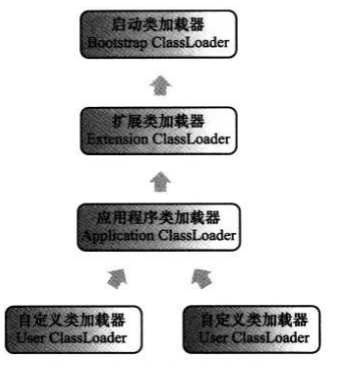 启动类加载器
Bootstrap ClassLoader
扩展类加载器
Extension ClassLoader
应用程序类加载器
Application ClassLoader
自定义类加载器
User ClassLoader
自定义类加载器
User ClassLoader